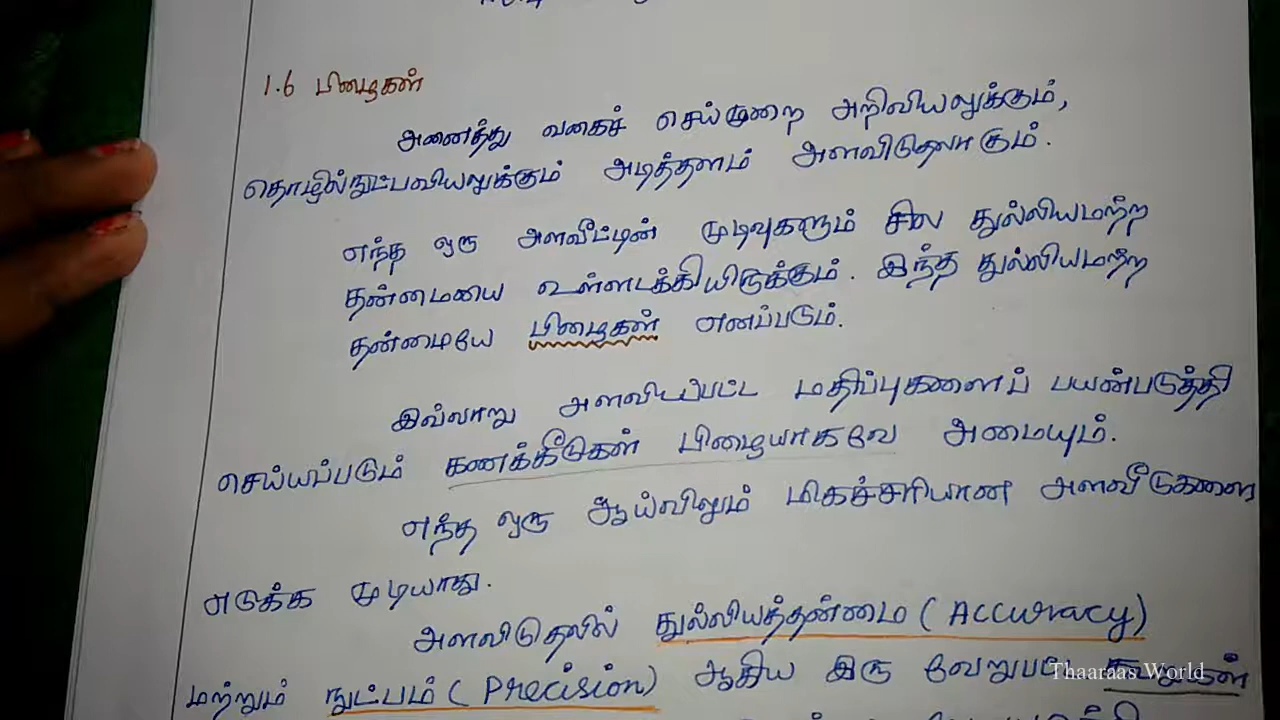 1.6 பிழைகள்
அனைத்து வகைச் செய்முறை அறிவியலுக்கும்,
தொழில்நுட்பவியலுக்கும் அடித்தளம் அளவிடுதலாகும்.
எந்த ஒரு அளவீட்டின் முடிவுகளும் சில துல்லியமற்ற
தன்மையை உள்ளடக்கியிருக்கும். இந்த துல்லியமற்ற
தன்மையே பிழைகள் எனப்படும்.
இவ்வாறு அளவிடப்பட்ட மதிப்புகளைப் பயன்படுத்தி
செய்யப்படும் கணக்கீடுகள் பிழையாகவே அமையும்.
எந்த ஒரு ஆய்விலும் மிகச்சரியான அளவீடுகளை
எடுக்க முடியாது.
அளவிடுதலில் துல்லியத்தன்மை (Accuracy)
மற்றும் நுட்பம் (Precision) ஆகிய இரு வேறுபட்ட
Thaaraas World